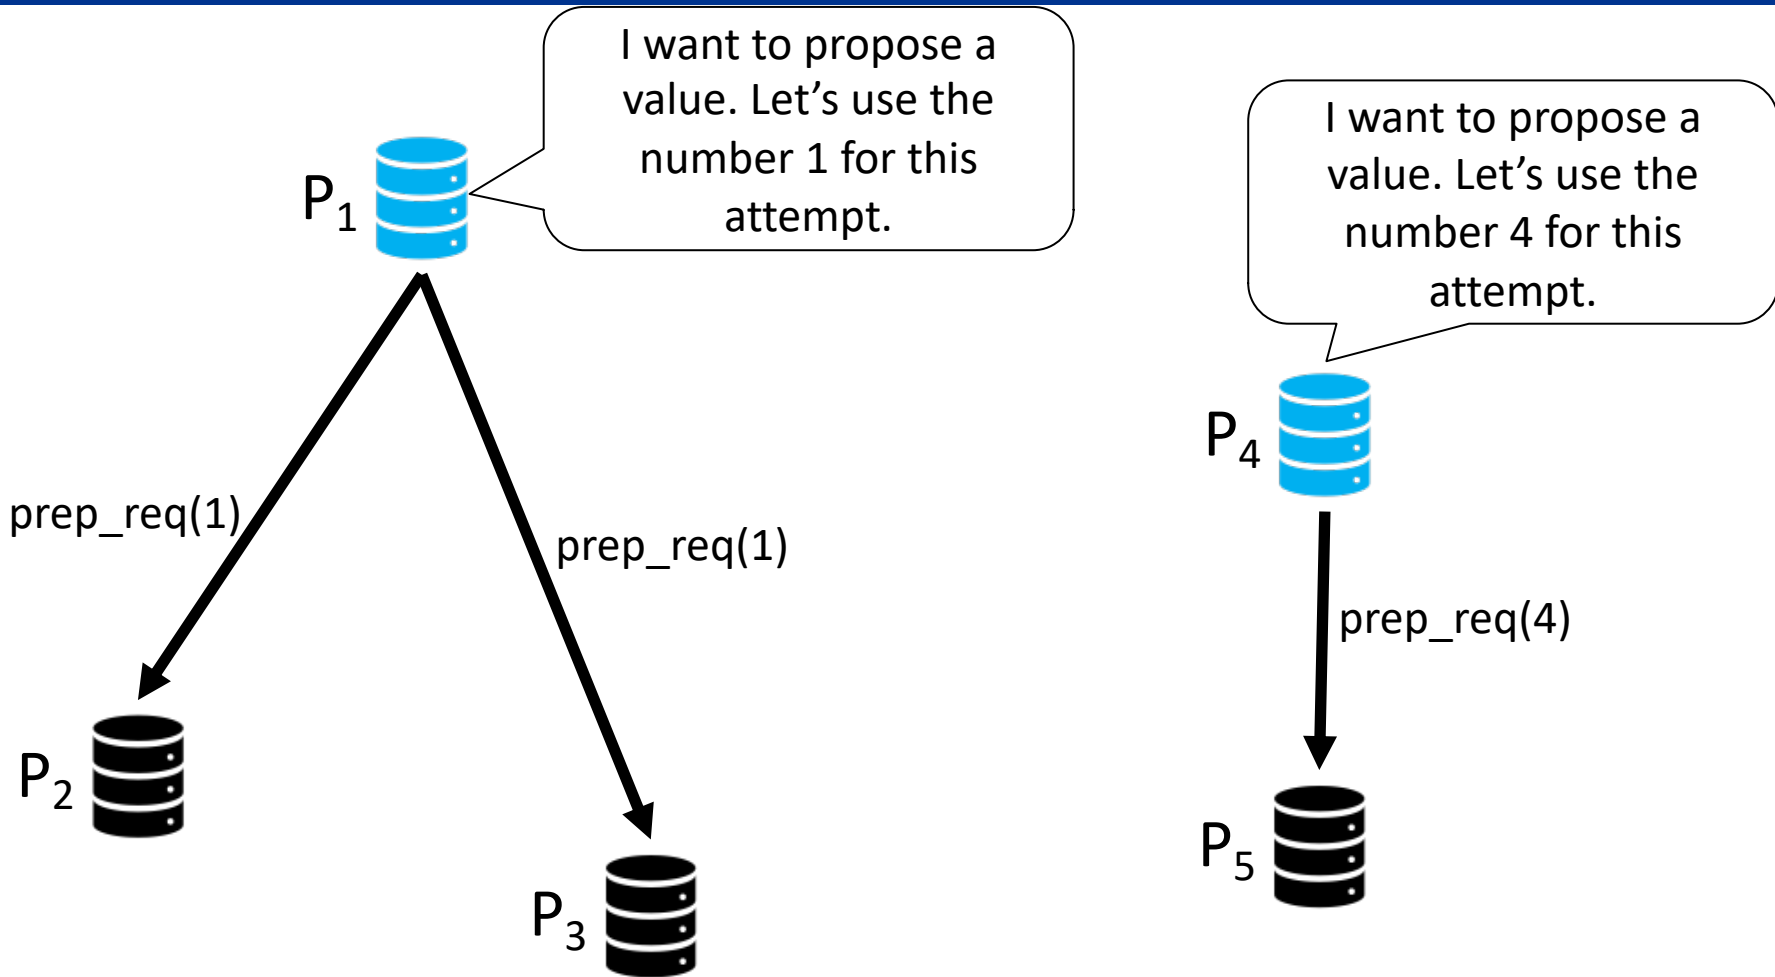 I want to propose a
value. Let’s use the
number 1 for this
attempt.
P1
I want to propose a
value. Let’s use the
number 4 for this
attempt.
P4
prep_req(1)
prep_req(1)
prep_req(4)
P2
P3
P5